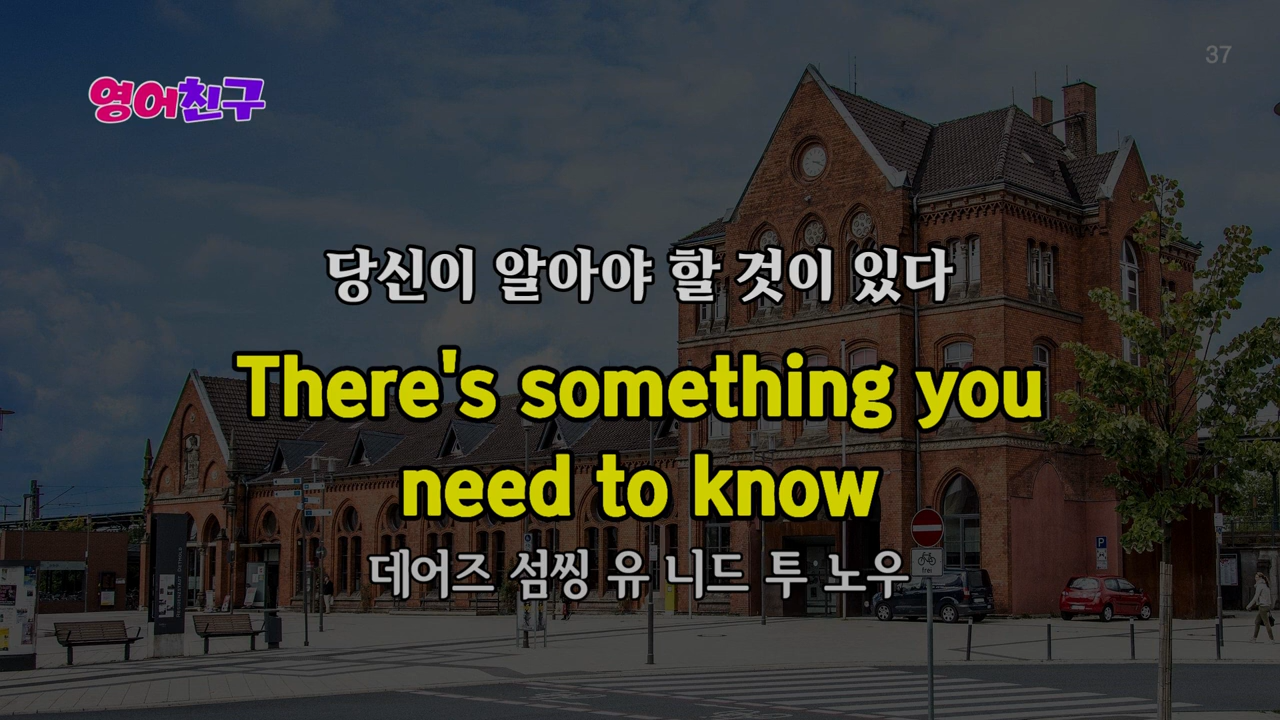 37
영어친구
당신이 알아야 할 것이 있다
There's something you
need to know
데어즈 섬씽 유 니드 투 노우
P